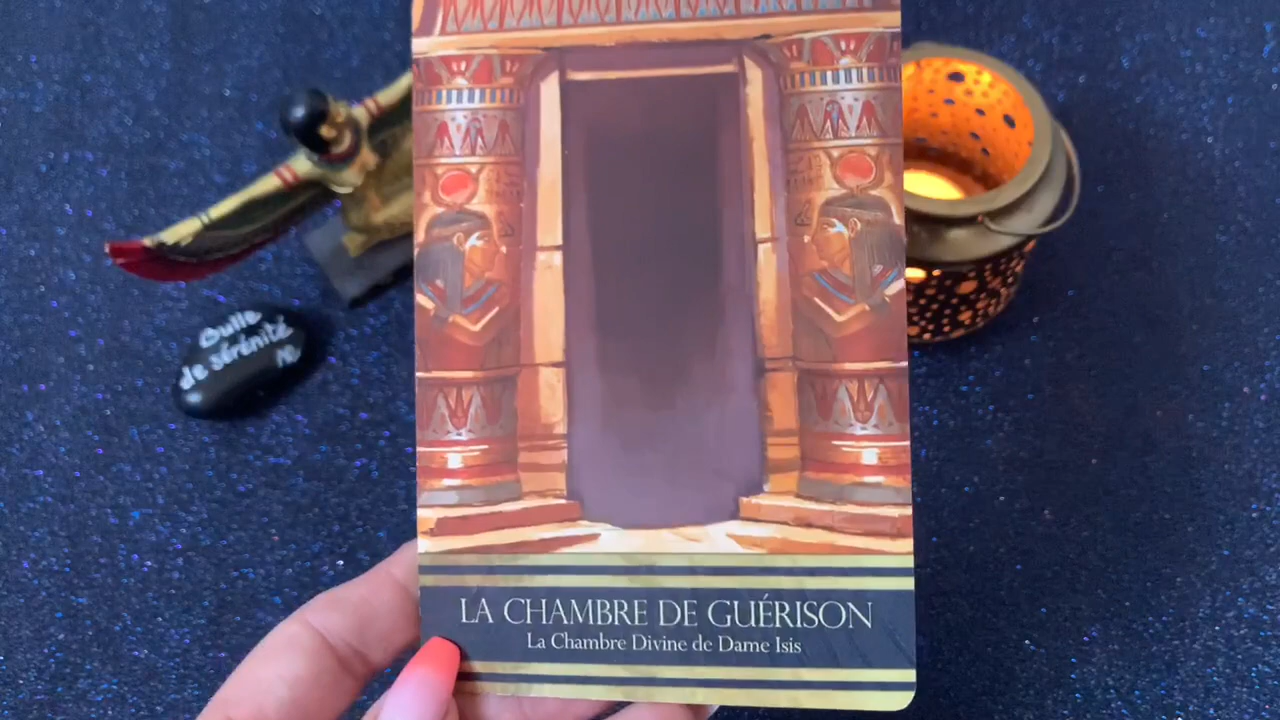 Bulle
de sérénité
LA CHAMBRE DE GUÉRISON
La Chambre Divine de Dame Isis